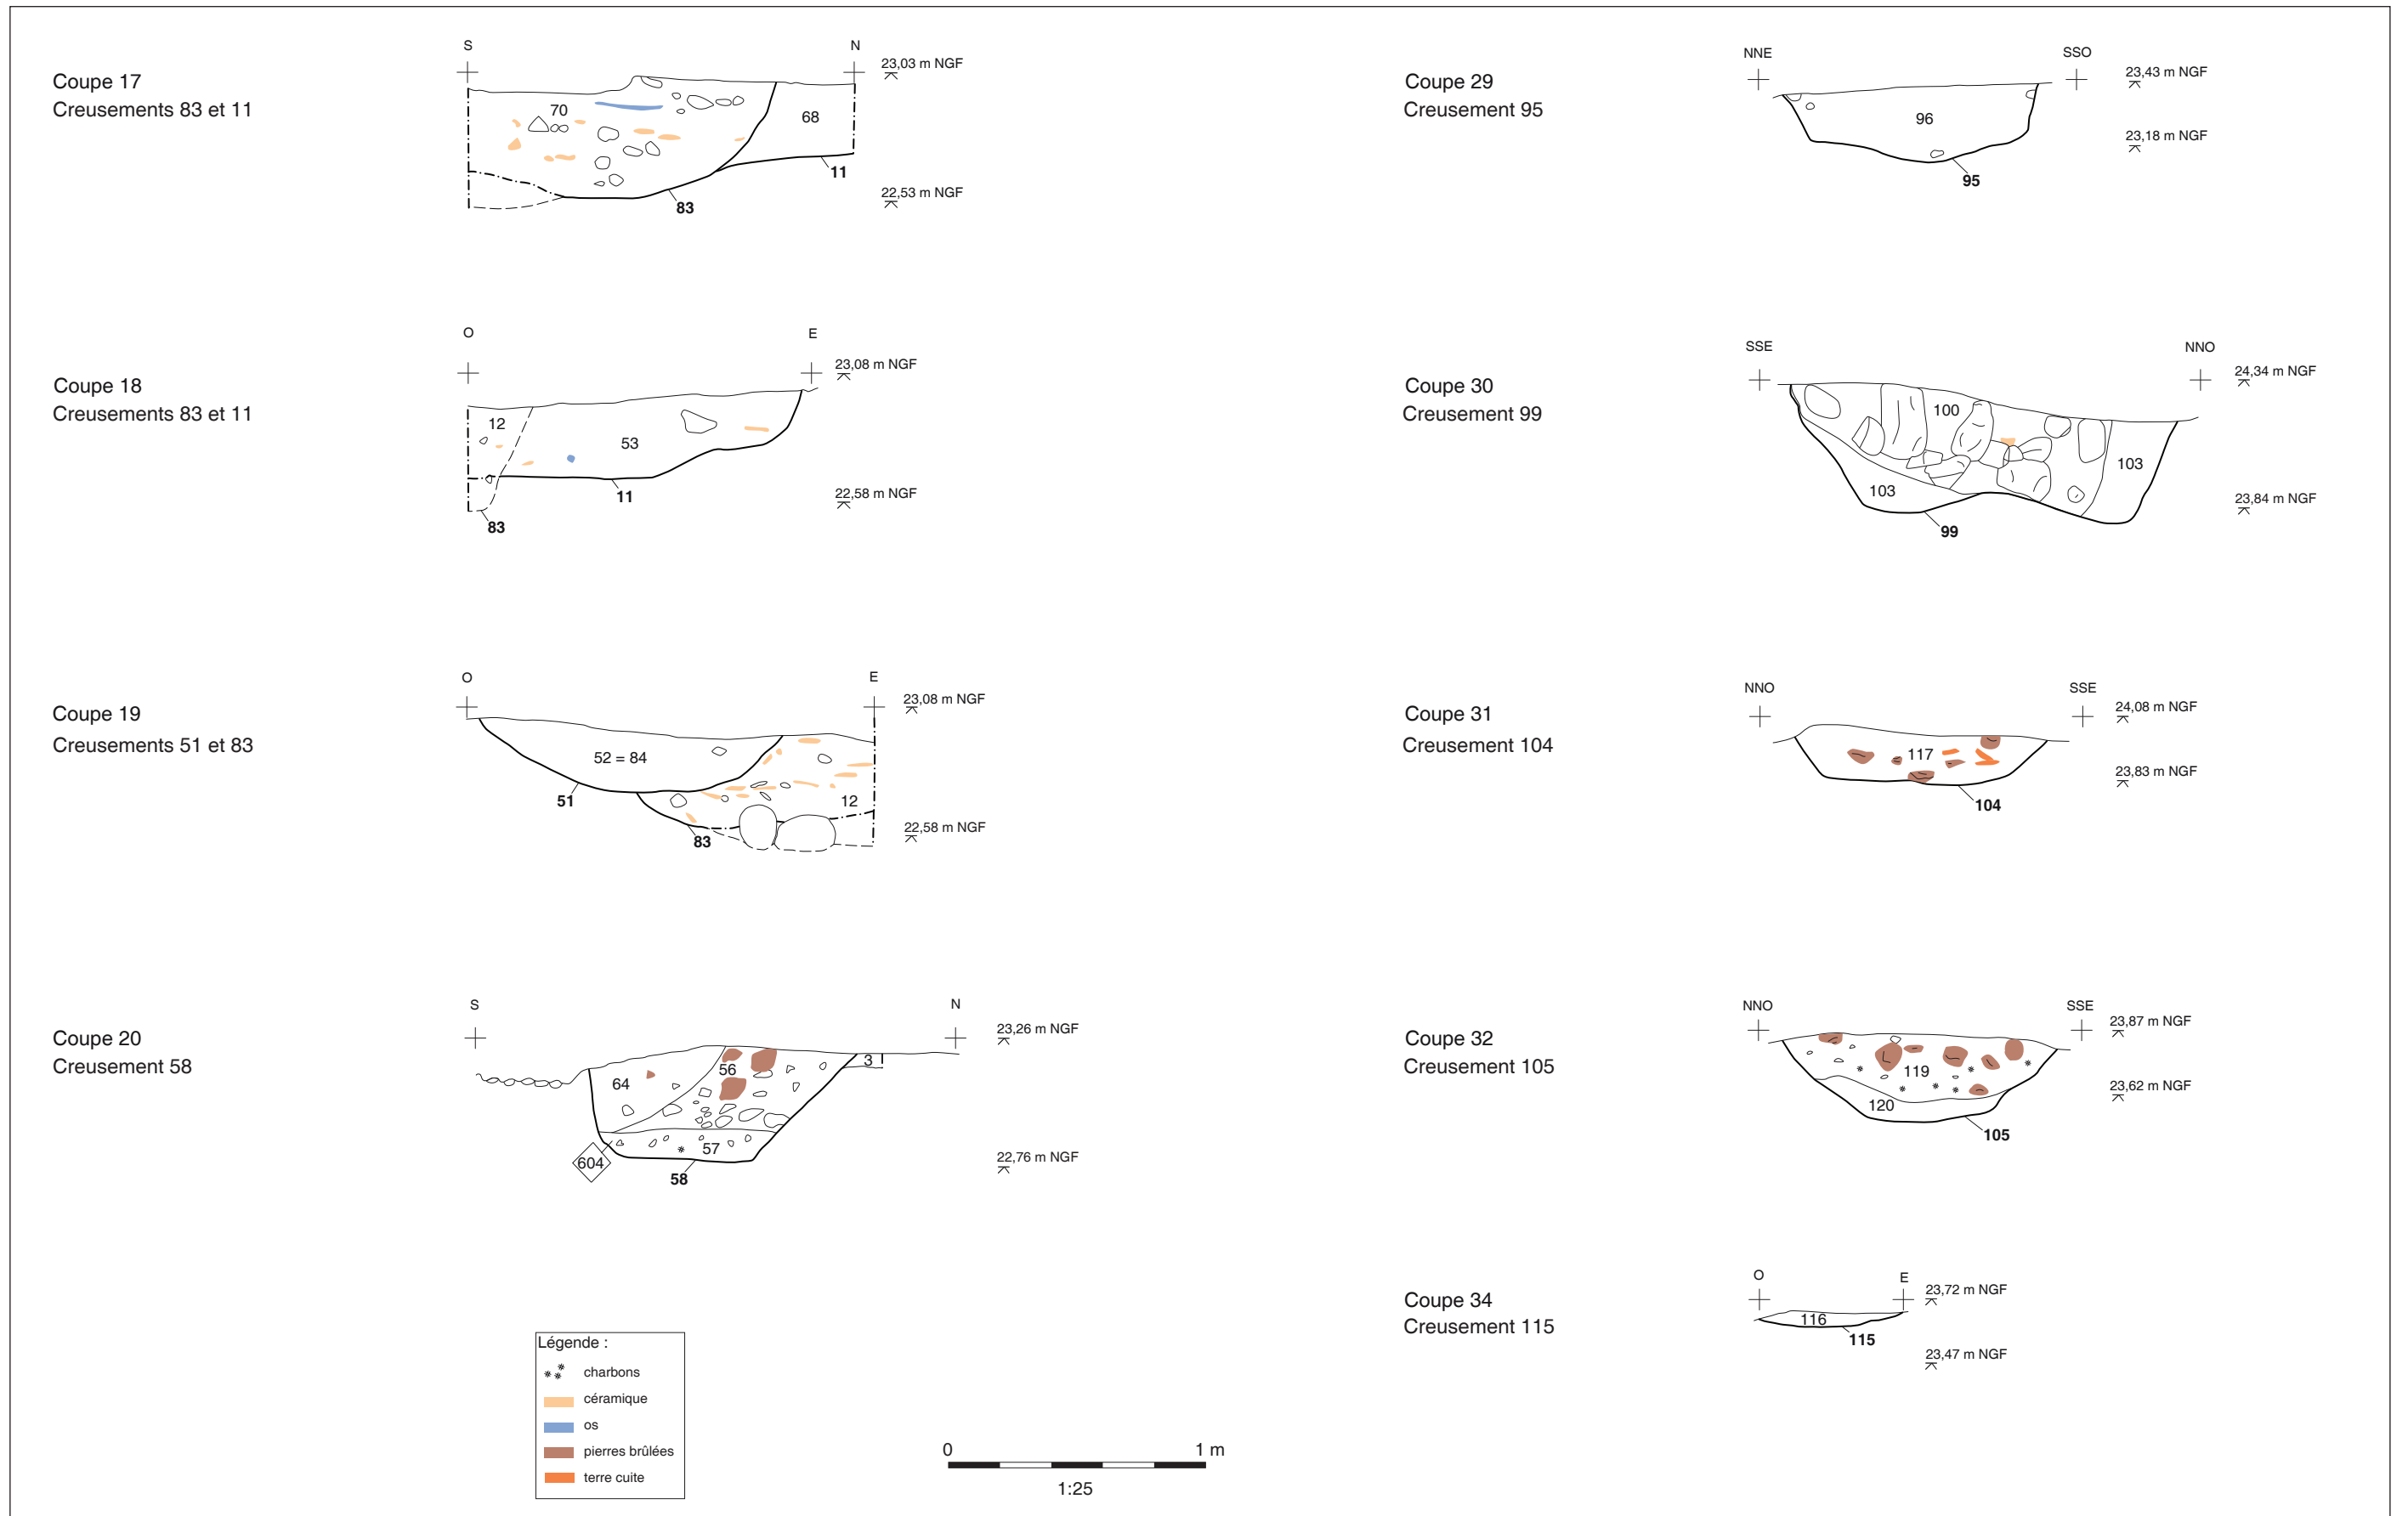 Coupe 17
Creusements 83 et 11
S
N
23,03 m NGF
70
68
11
22,53 m NGF
83
Coupe 18
Creusements 83 et 11
O
E
23,08 m NGF
12
53
11
22,58 m NGF
83
Coupe 19
Creusements 51 et 83
O
E
23,08 m NGF
52 = 84
51
12
22,58 m NGF
83
Coupe 20
Creusement 58
S
N
23,26 m NGF
3
56
64
57
604
22,76 m NGF
58
Légende :
charbons
céramique
os
pierres brûlées
terre cuite
0
1 m
1:25
Coupe 29
Creusement 95
NNE
SSO
23,43 m NGF
96
23,18 m NGF
95
Coupe 30
Creusement 99
SSE
NNO
24,34 m NGF
100
103
103
23,84 m NGF
99
Coupe 31
Creusement 104
NNO
SSE
24,08 m NGF
117
23,83 m NGF
104
Coupe 32
Creusement 105
NNO
SSE
23,87 m NGF
119
23,62 m NGF
120
105
Coupe 34
Creusement 115
O
E
23,72 m NGF
116
115
23,47 m NGF